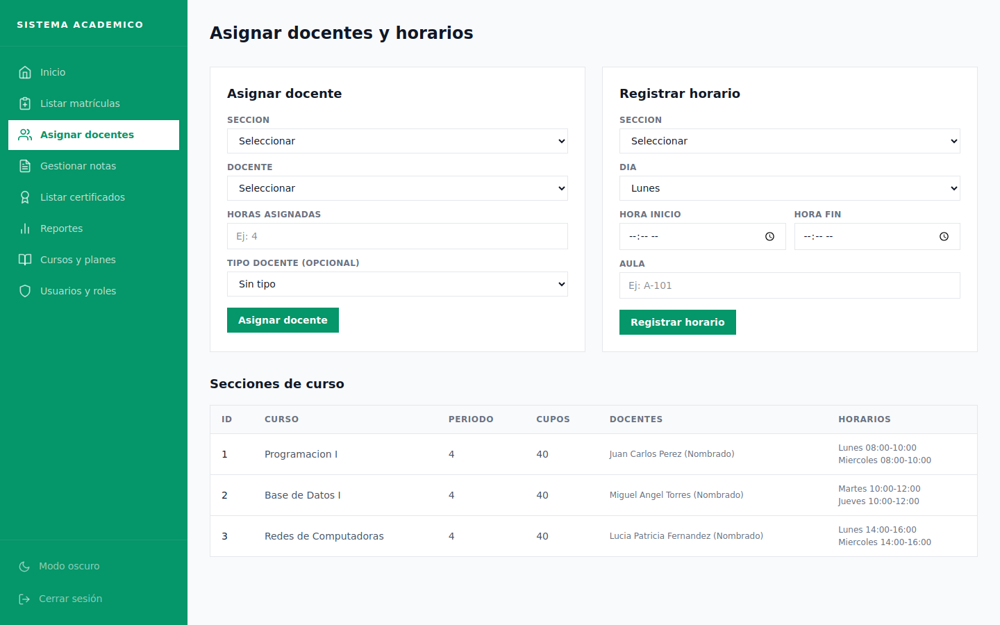 SISTEMA ACADEMICO
Inicio
Listar matrículas
Asignar docentes
Gestionar notas
Listar certificados
Reportes
Cursos y planes
Usuarios y roles
Modo oscuro
Cerrar sesión
Asignar docentes y horarios
Asignar docente
SECCION
Seleccionar
DOCENTE
Seleccionar
HORAS ASIGNADAS
Ej: 4
TIPO DOCENTE (OPCIONAL)
Sin tipo
Asignar docente
Registrar horario
SECCION
Seleccionar
DIA
Lunes
HORA INICIO HORA FIN
--:-- -- --:-- --
AULA
Ej: A-101
Registrar horario
Secciones de curso
ID CURSO PERIODO CUPOS DOCENTES HORARIOS
1 Programacion I 4 40 Juan Carlos Perez (Nombrado) Lunes 08:00-10:00
Miercoles 08:00-10:00
2 Base de Datos I 4 40 Miguel Angel Torres (Nombrado) Martes 10:00-12:00
Jueves 10:00-12:00
3 Redes de Computadoras 4 40 Lucia Patricia Fernandez (Nombrado) Lunes 14:00-16:00
Miercoles 14:00-16:00